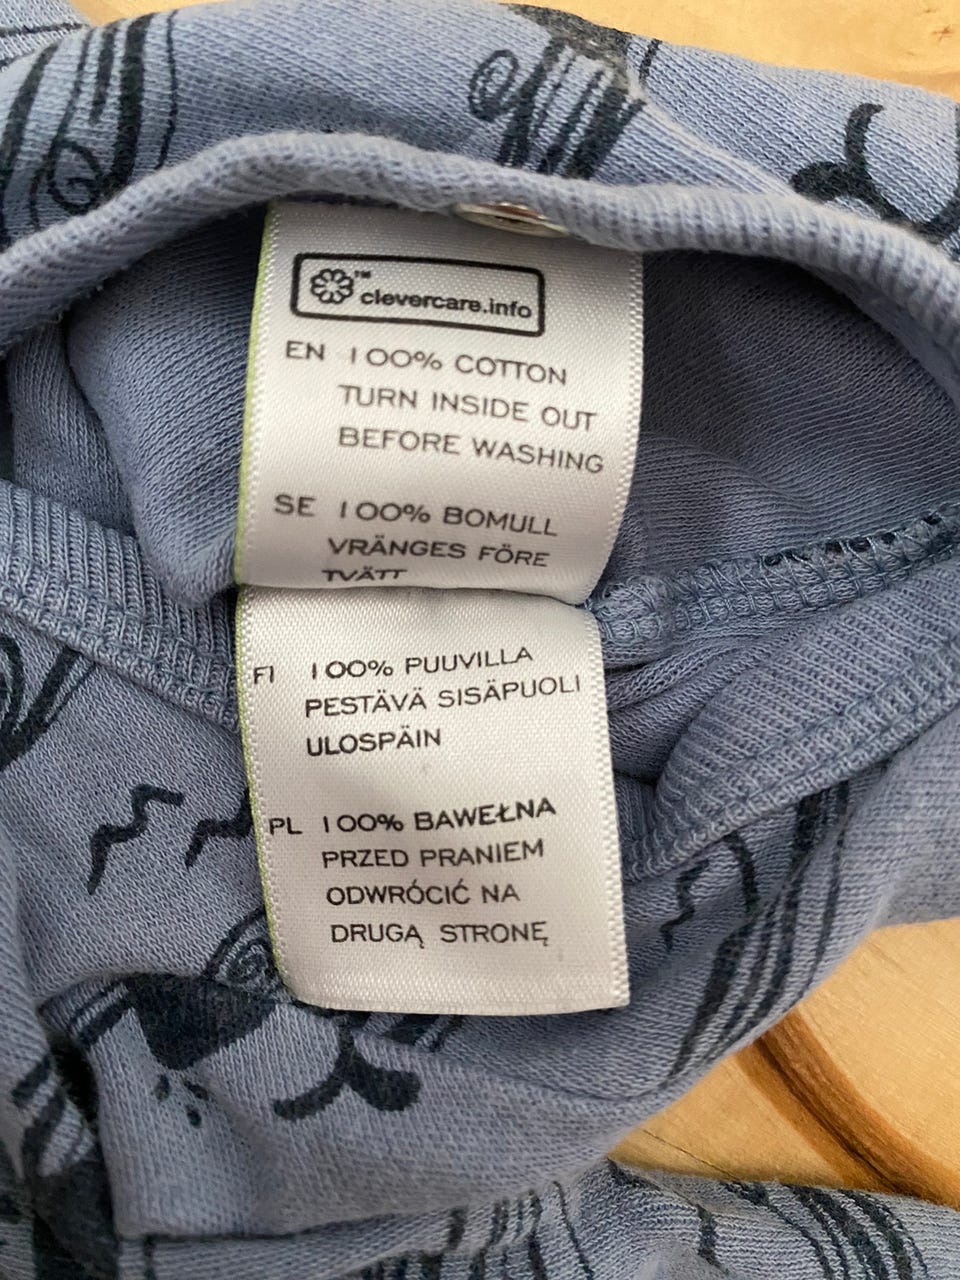 ™ clevercare.info
EN 100% COTTON
TURN INSIDE OUT
BEFORE WASHING
SE 100% BOMULL
VRÄNGES FÖRE
TVÄTT
FI 100% PUUVILLA
PESTÄVÄ SISÄPUOLI
ULOSPÄIN
PL 100% BAWEŁNA
PRZED PRANIEM
ODWRÓCIĆ NA
DRUGĄ STRONĘ